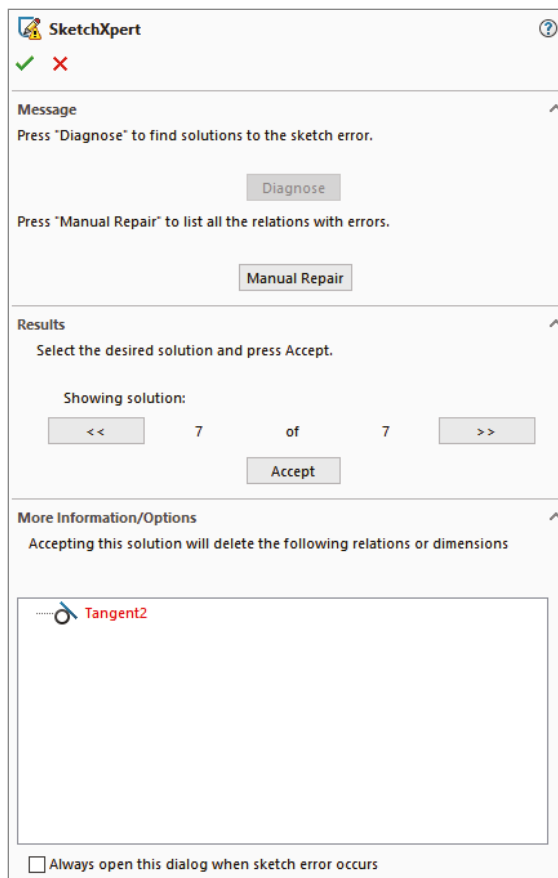 SketchXpert
Message
Press "Diagnose" to find solutions to the sketch error.
Diagnose
Press "Manual Repair" to list all the relations with errors.
Manual Repair
Results
Select the desired solution and press Accept.
Showing solution:
<< 7 of 7 >>
Accept
More Information/Options
Accepting this solution will delete the following relations or dimensions
Tangent2
Always open this dialog when sketch error occurs